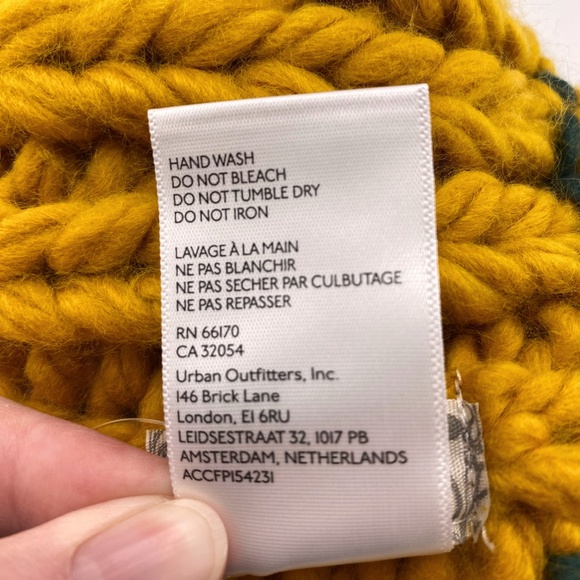 HAND WASH
DO NOT BLEACH
DO NOT TUMBLE DRY
DO NOT IRON
LAVAGE À LA MAIN
NE PAS BLANCHIR
NE PAS SECHER PAR CULBUTAGE
NE PAS REPASSER
RN 66170
CA 32054
Urban Outfitters, Inc.
146 Brick Lane
London, E1 6RU
LEIDSESTRAAT 32, 1017 PB
AMSTERDAM, NETHERLANDS
ACCFP154231